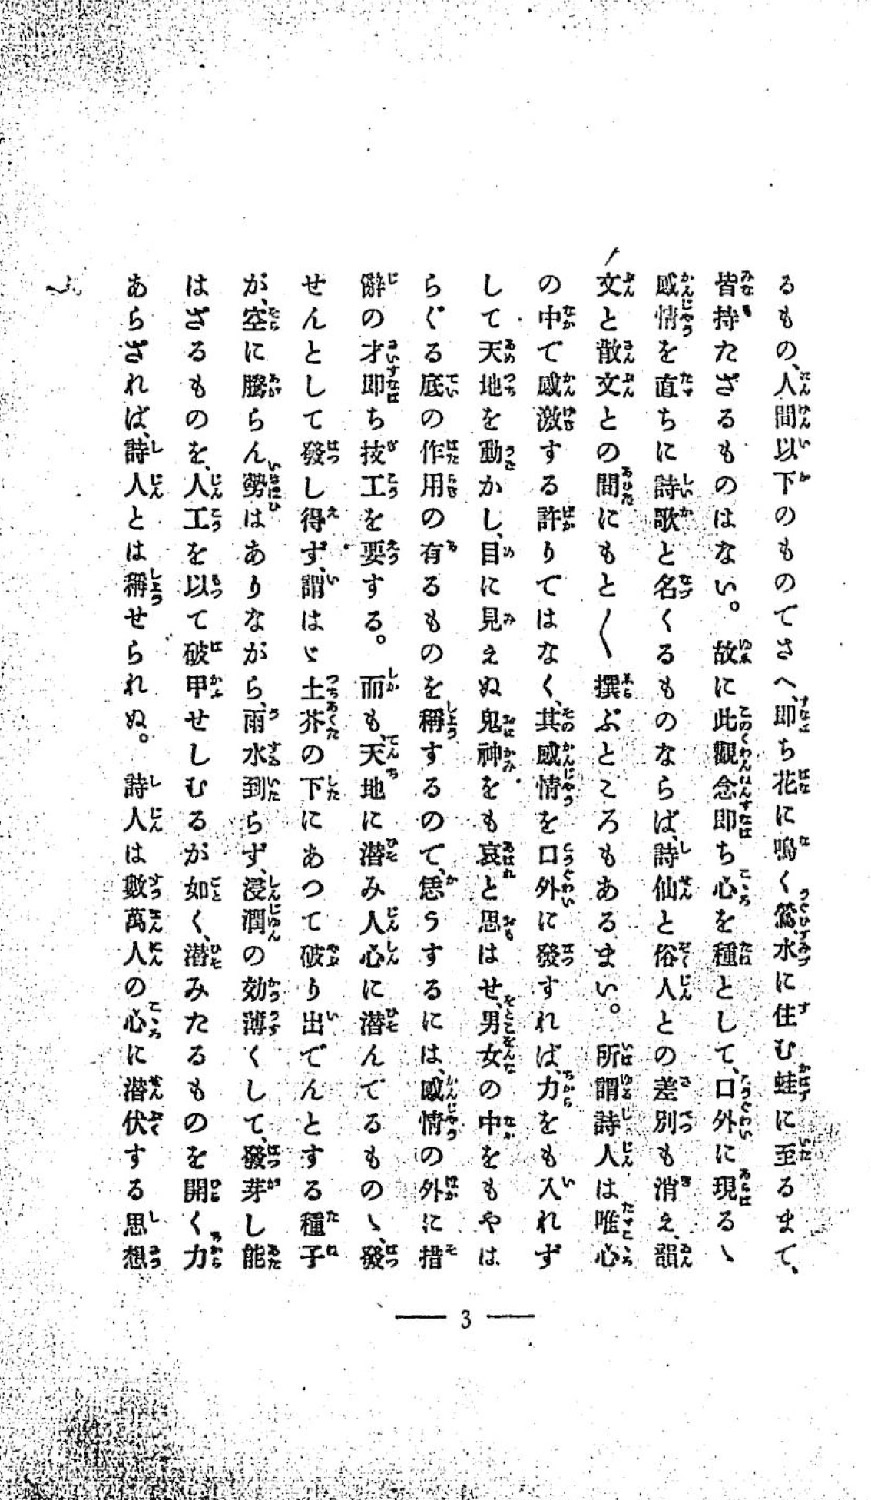 るもの、人間以下のものでさへ、即ち花に鳴く鶯、水に住む蛙に至るまで、
皆持たざるものはない。故に此觀念即ち心を種として、口外に現るゝ
感情を直ちに詩歌と名くるものならば、詩仙と俗人との差別も消え、韻
文と散文との間にもと〱撰ぶところもあるまい。所謂詩人は唯心
の中で感激する許りではなく、其感情を口外に發すれば、力をも入れず
して天地を動かし、目に見えぬ鬼神をも哀と思はせ、男女の中をもやは
らぐる底の作用の有るものを稱するので、恁うするには、感情の外に措
辭の才即ち技工を要する。而も、天地に潜み人心に潜んでるものゝ、發
せんとして發し得ず、謂はゞ土芥の下にあつて破り出でんとする種子
が、空に騰らん勢はありながら、雨水到らず、浸潤の効薄くして、發芽し能
はざるものを、人工を以て破甲せしむるが如く、潜みたるものを開く力
あらざれば、詩人とは稱せられぬ。詩人は數萬人の心に潜伏する思想
3